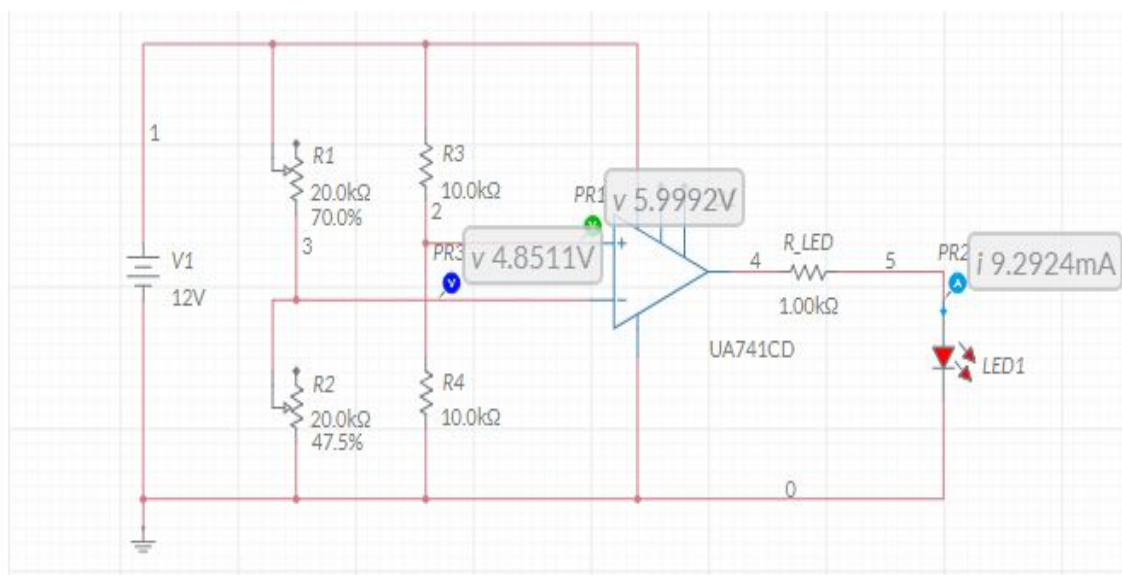 1
V1
12V
R1
20.0kΩ
70.0%
3
R2
20.0kΩ
47.5%
R3
10.0kΩ
2
R4
10.0kΩ
PR1
v 5.9992V
PR3
v 4.8511V
V
+
−
UA741CD
4
R_LED
1.00kΩ
5
PR2
i 9.2924mA
A
LED1
0